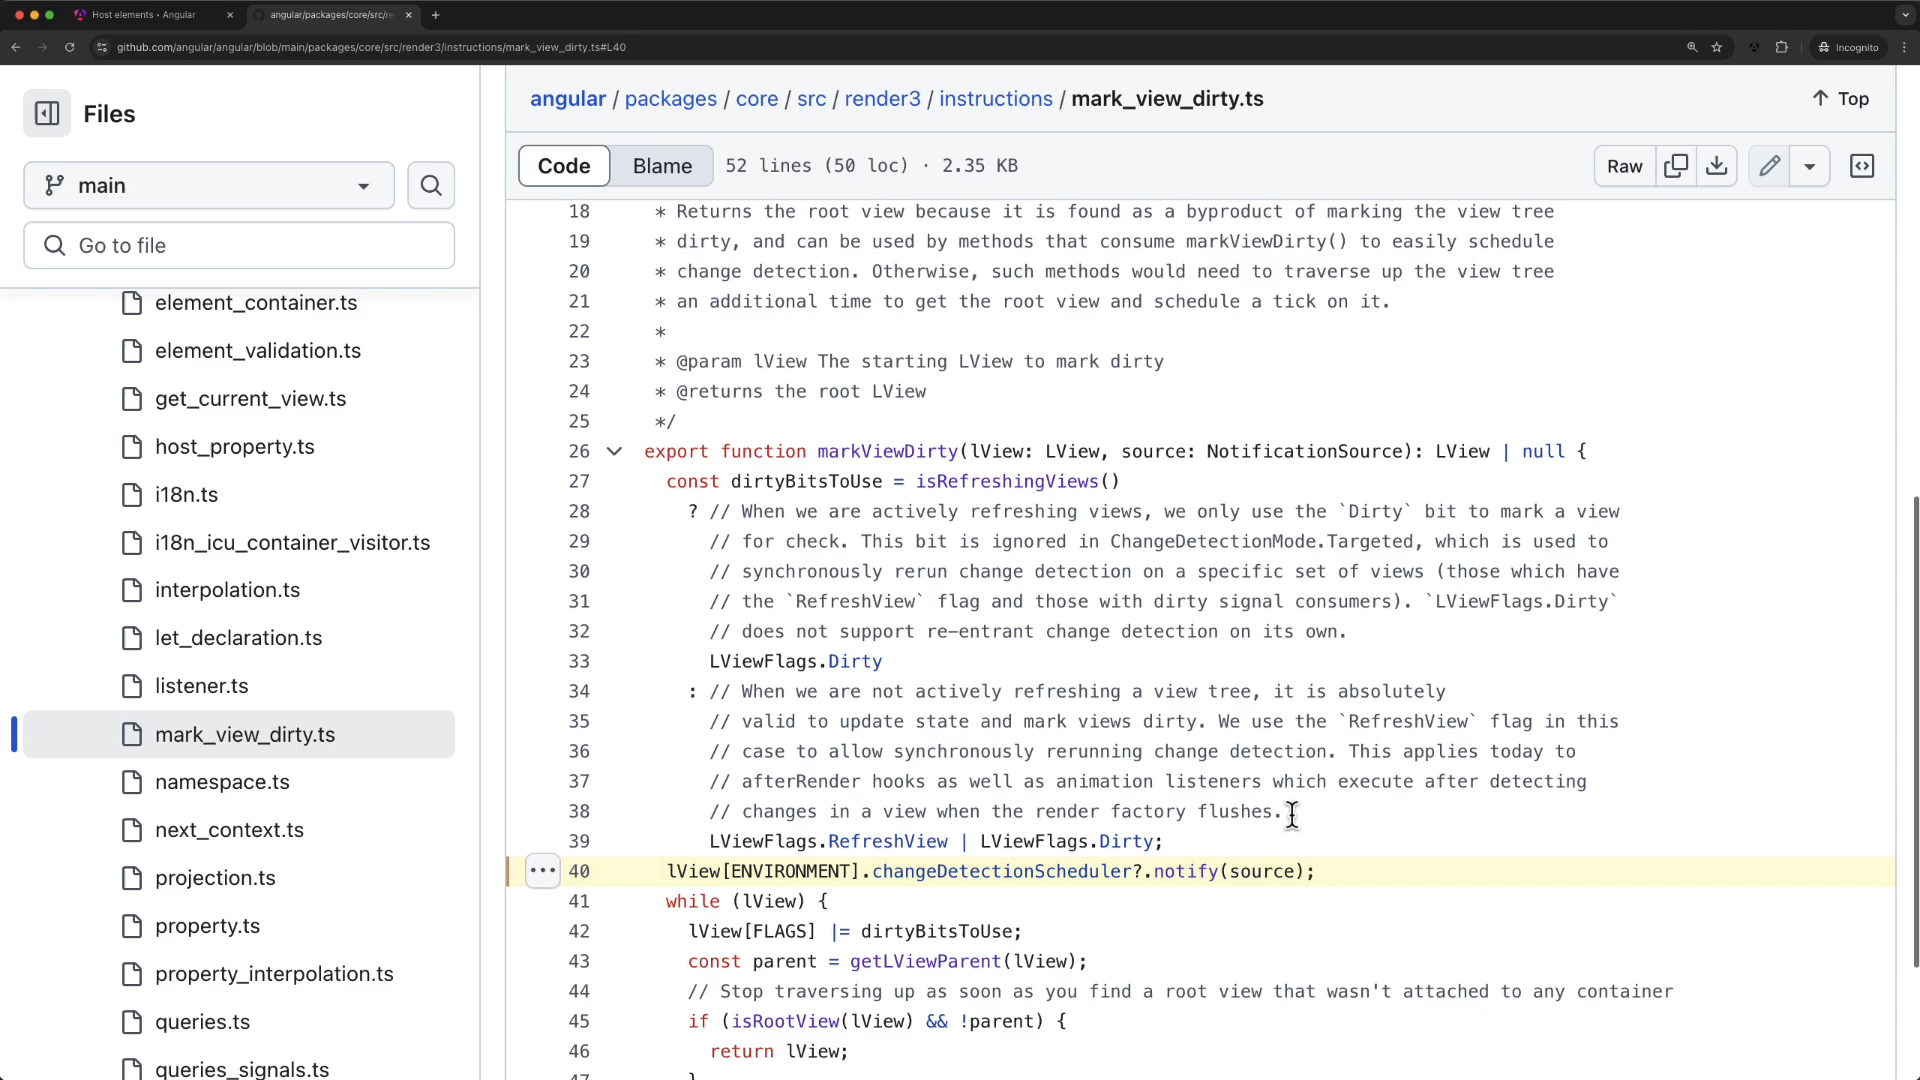 Host elements • Angular
angular/packages/core/src/re
github.com/angular/angular/blob/main/packages/core/src/render3/instructions/mark_view_dirty.ts#L40
Incognito
Files
main
Go to file
element_container.ts
element_validation.ts
get_current_view.ts
host_property.ts
i18n.ts
i18n_icu_container_visitor.ts
interpolation.ts
let_declaration.ts
listener.ts
mark_view_dirty.ts
namespace.ts
next_context.ts
projection.ts
property.ts
property_interpolation.ts
queries.ts
queries_signals.ts
angular / packages / core / src / render3 / instructions / mark_view_dirty.ts
Top
Code
Blame
52 lines (50 loc) · 2.35 KB
Raw
18 * Returns the root view because it is found as a byproduct of marking the view tree
19 * dirty, and can be used by methods that consume markViewDirty() to easily schedule
20 * change detection. Otherwise, such methods would need to traverse up the view tree
21 * an additional time to get the root view and schedule a tick on it.
22 *
23 * @param lView The starting LView to mark dirty
24 * @returns the root LView
25 */
26 export function markViewDirty(lView: LView, source: NotificationSource): LView | null {
27 const dirtyBitsToUse = isRefreshingViews()
28 ? // When we are actively refreshing views, we only use the `Dirty` bit to mark a view
29 // for check. This bit is ignored in ChangeDetectionMode.Targeted, which is used to
30 // synchronously rerun change detection on a specific set of views (those which have
31 // the `RefreshView` flag and those with dirty signal consumers). `LViewFlags.Dirty`
32 // does not support re-entrant change detection on its own.
33 LViewFlags.Dirty
34 : // When we are not actively refreshing a view tree, it is absolutely
35 // valid to update state and mark views dirty. We use the `RefreshView` flag in this
36 // case to allow synchronously rerunning change detection. This applies today to
37 // afterRender hooks as well as animation listeners which execute after detecting
38 // changes in a view when the render factory flushes.
39 LViewFlags.RefreshView | LViewFlags.Dirty;
40 lView[ENVIRONMENT].changeDetectionScheduler?.notify(source);
41 while (lView) {
42 lView[FLAGS] |= dirtyBitsToUse;
43 const parent = getLViewParent(lView);
44 // Stop traversing up as soon as you find a root view that wasn't attached to any container
45 if (isRootView(lView) && !parent) {
46 return lView;
47 }